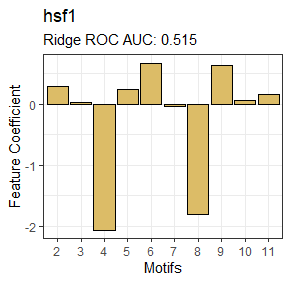 hsf1
Ridge ROC AUC: 0.515
Feature Coefficient
0
-1
-2
2 3 4 5 6 7 8 9 10 11
Motifs